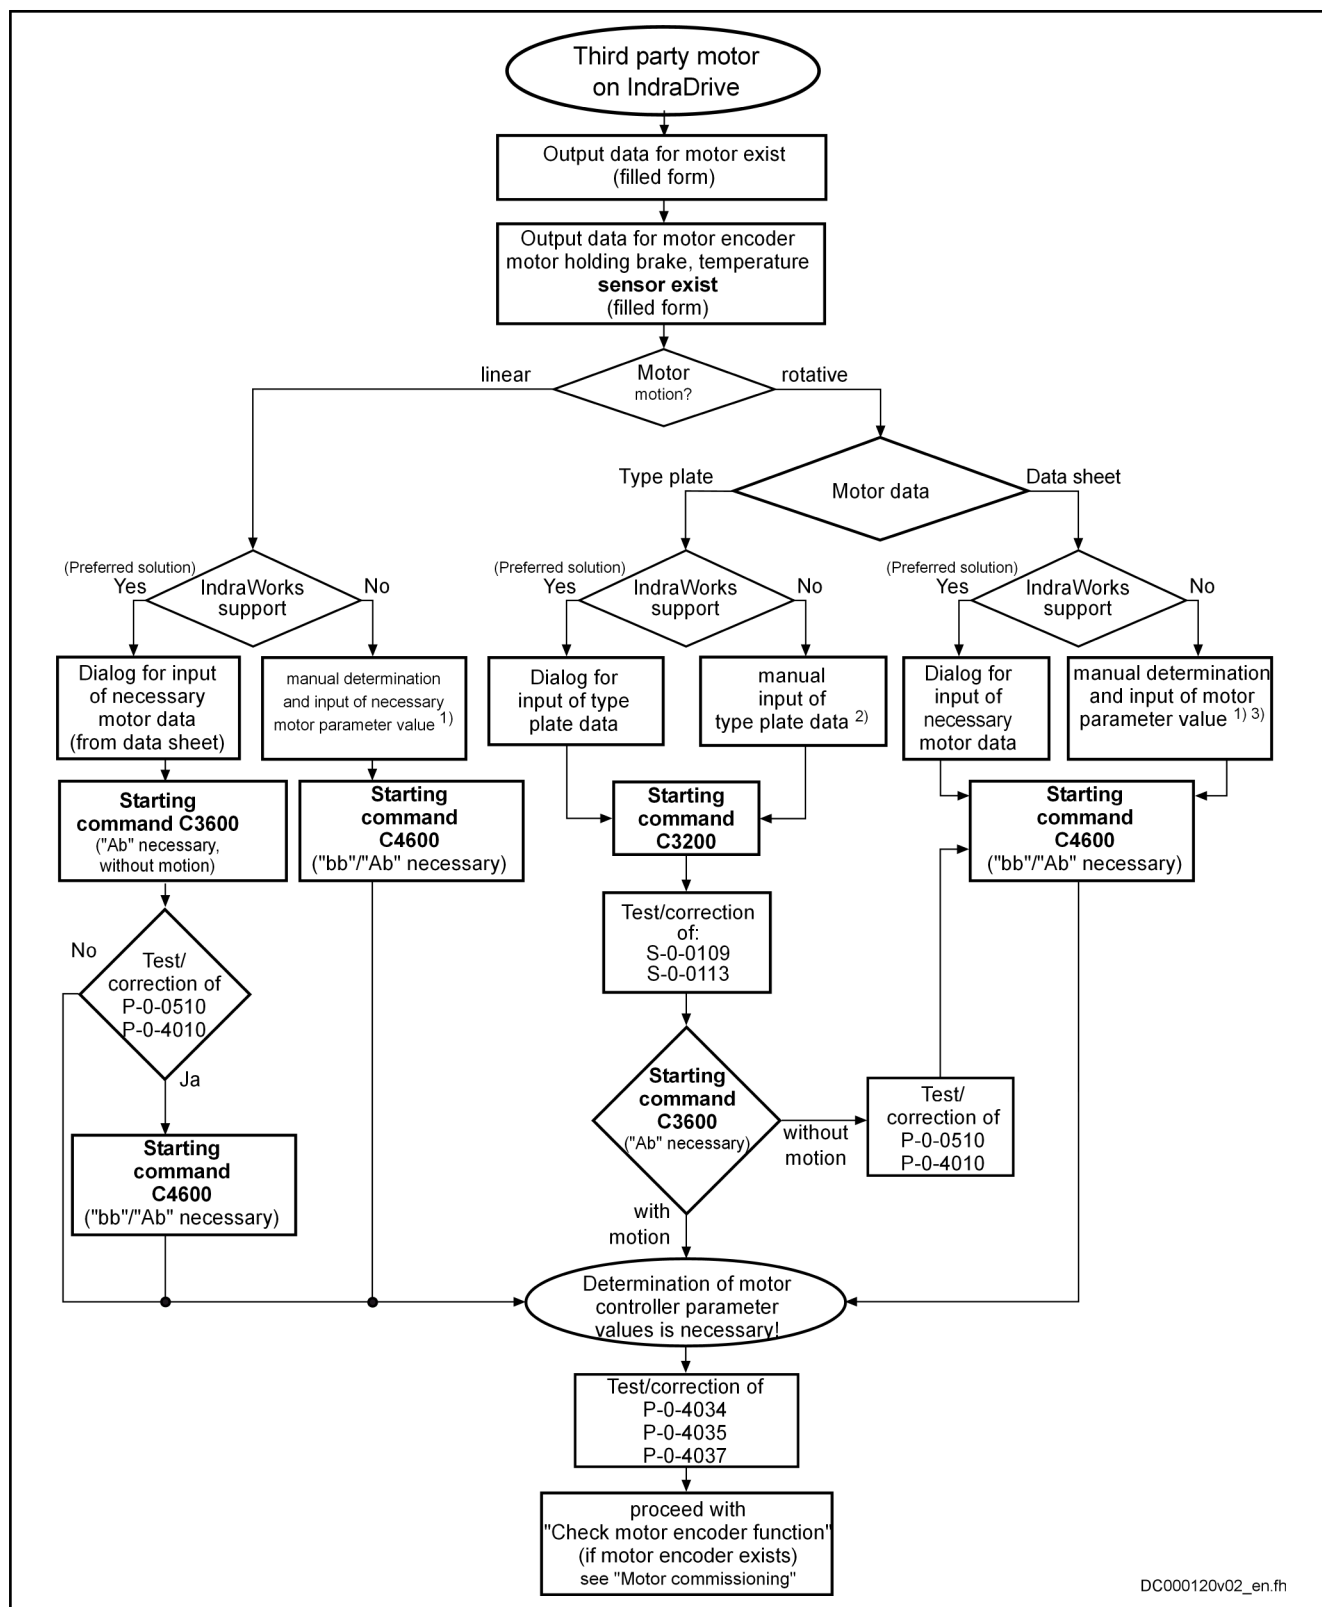 Third party motor
on IndraDrive
Output data for motor exist
(filled form)
Output data for motor encoder
motor holding brake, temperature
sensor exist
(filled form)
linear
Motor
motion?
rotative
Type plate
Motor data
Data sheet
(Preferred solution)
Yes
IndraWorks
support
No
(Preferred solution)
Yes
IndraWorks
support
No
(Preferred solution)
Yes
IndraWorks
support
No
Dialog for input
of necessary
motor data
(from data sheet)
manual determination
and input of necessary
motor parameter value 1)
Dialog for
input of type
plate data
manual
input of
type plate data 2)
Dialog for
input of
necessary
motor data
manual determination
and input of motor
parameter value 1) 3)
Starting
command C3600
("Ab" necessary,
without motion)
Starting
command
C4600
("bb"/"Ab" necessary)
Starting
command
C3200
Starting
command
C4600
("bb"/"Ab" necessary)
Test/correction
of:
S-0-0109
S-0-0113
No
Test/
correction of
P-0-0510
P-0-4010
Ja
Starting
command
C3600
("Ab" necessary)
without
motion
Test/
correction of
P-0-0510
P-0-4010
Starting
command
C4600
("bb"/"Ab" necessary)
with
motion
Determination of motor
controller parameter
values is necessary!
Test/correction of
P-0-4034
P-0-4035
P-0-4037
proceed with
"Check motor encoder function"
(if motor encoder exists)
see "Motor commissioning"
DC000120v02_en.fh